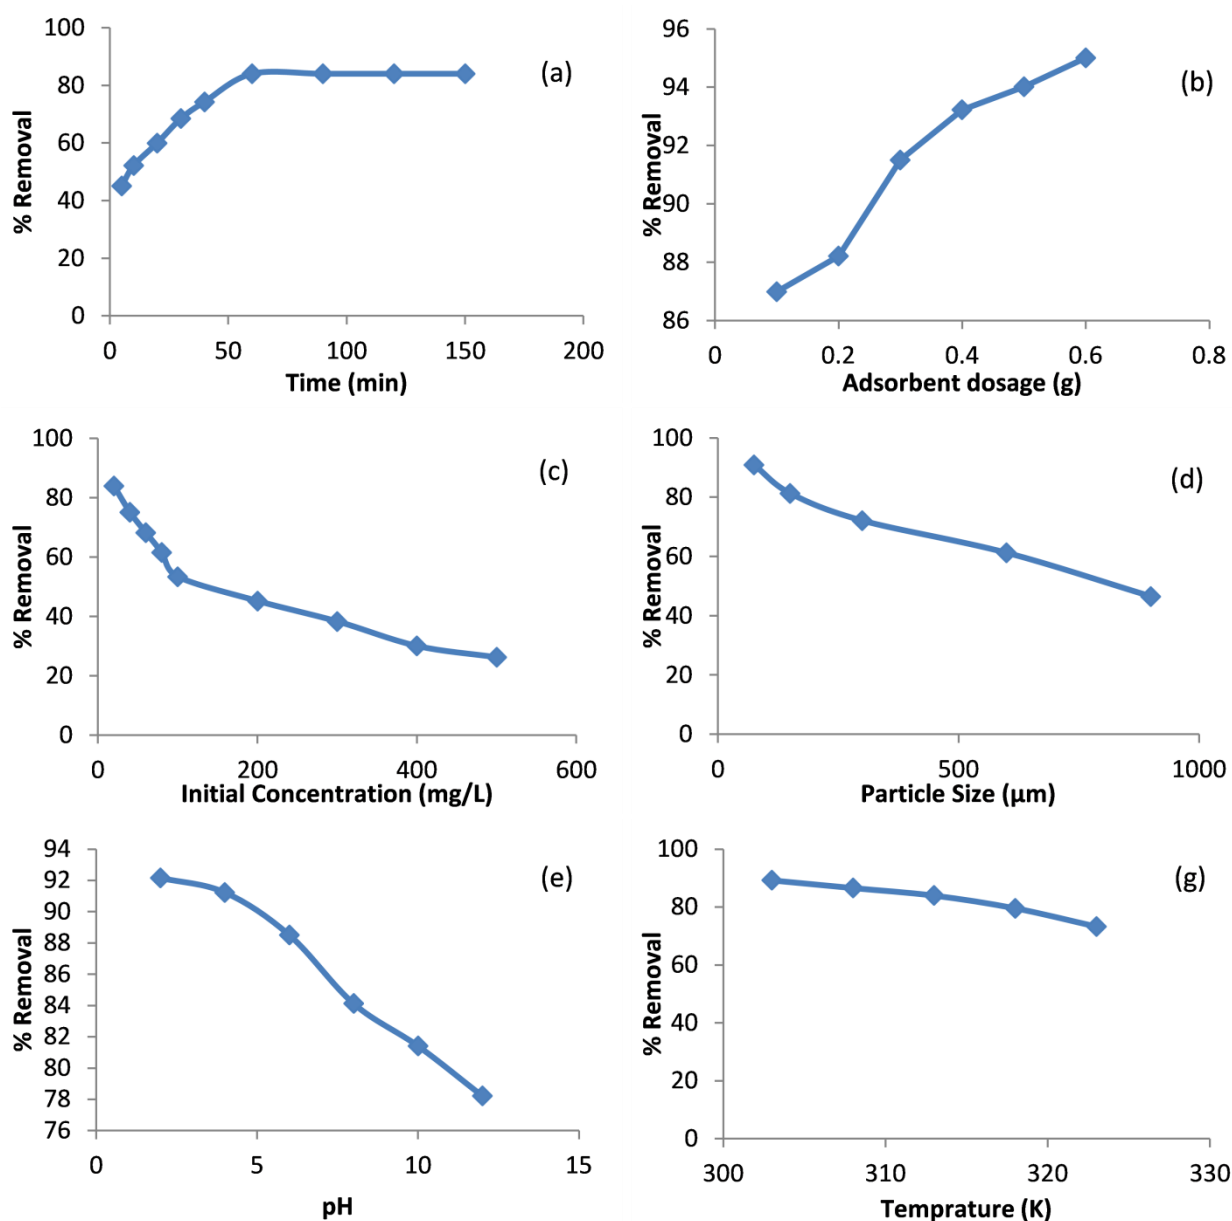 100
80
60
40
20
0
% Removal
(a)
0 50 100 150 200
Time (min)
96
94
92
90
88
86
% Removal
(b)
0 0.2 0.4 0.6 0.8
Adsorbent dosage (g)
100
80
60
40
20
0
% Removal
(c)
0 200 400 600
Initial Concentration (mg/L)
100
80
60
40
20
0
% Removal
(d)
0 500 1000
Particle Size (µm)
94
92
90
88
86
84
82
80
78
76
% Removal
(e)
0 5 10 15
pH
100
80
60
40
20
0
% Removal
(g)
300 310 320 330
Temprature (K)